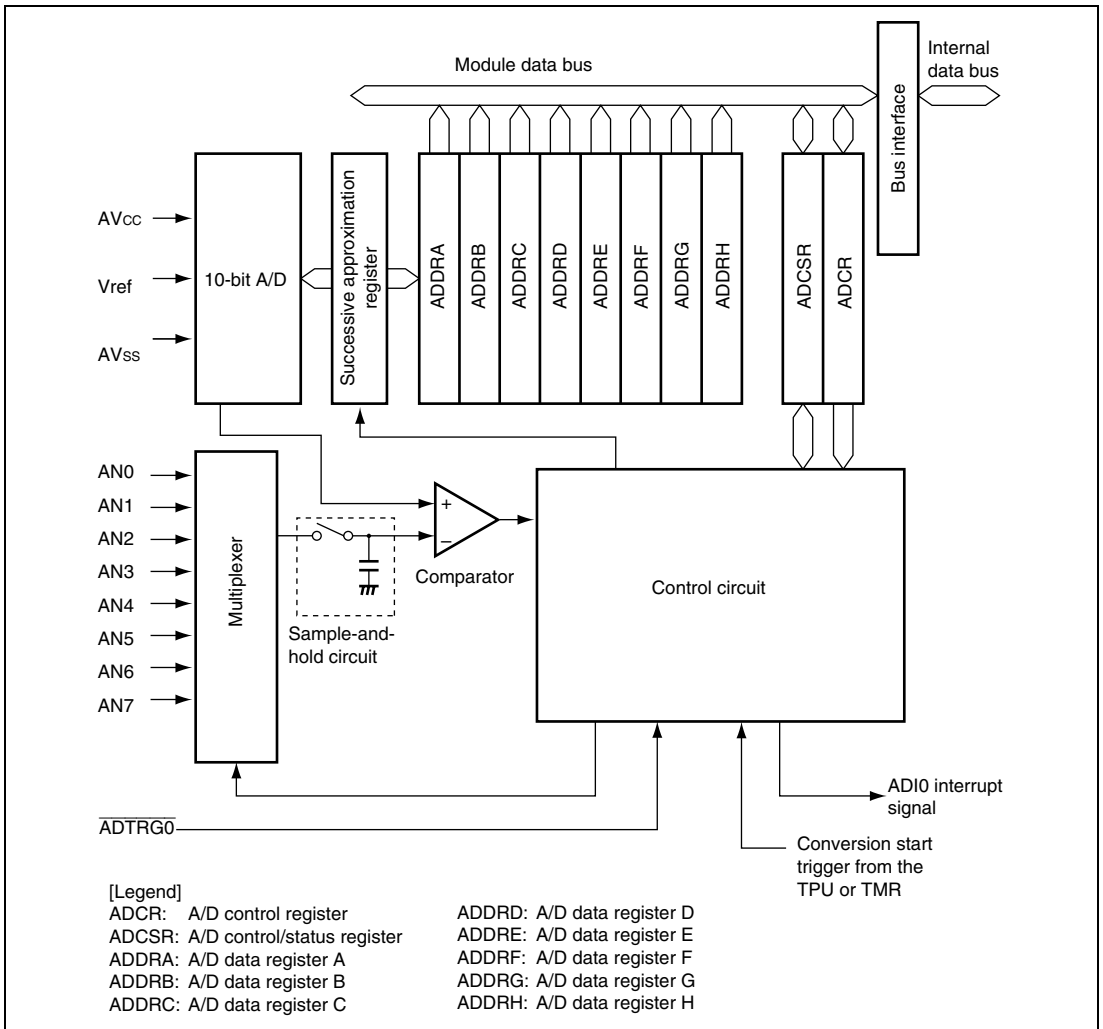 Module data bus
Internal
data bus
Bus interface
AVCC
Vref
AVSS
10-bit A/D
Successive approximation
register
ADDRA
ADDRB
ADDRC
ADDRD
ADDRE
ADDRF
ADDRG
ADDRH
ADCSR
ADCR
AN0
AN1
AN2
AN3
AN4
AN5
AN6
AN7
Multiplexer
+
−
Comparator
Sample-and-
hold circuit
Control circuit
ADI0 interrupt
signal
ADTRG0
Conversion start
trigger from the
TPU or TMR
[Legend]
ADCR: A/D control register
ADCSR: A/D control/status register
ADDRA: A/D data register A
ADDRB: A/D data register B
ADDRC: A/D data register C
ADDRD: A/D data register D
ADDRE: A/D data register E
ADDRF: A/D data register F
ADDRG: A/D data register G
ADDRH: A/D data register H